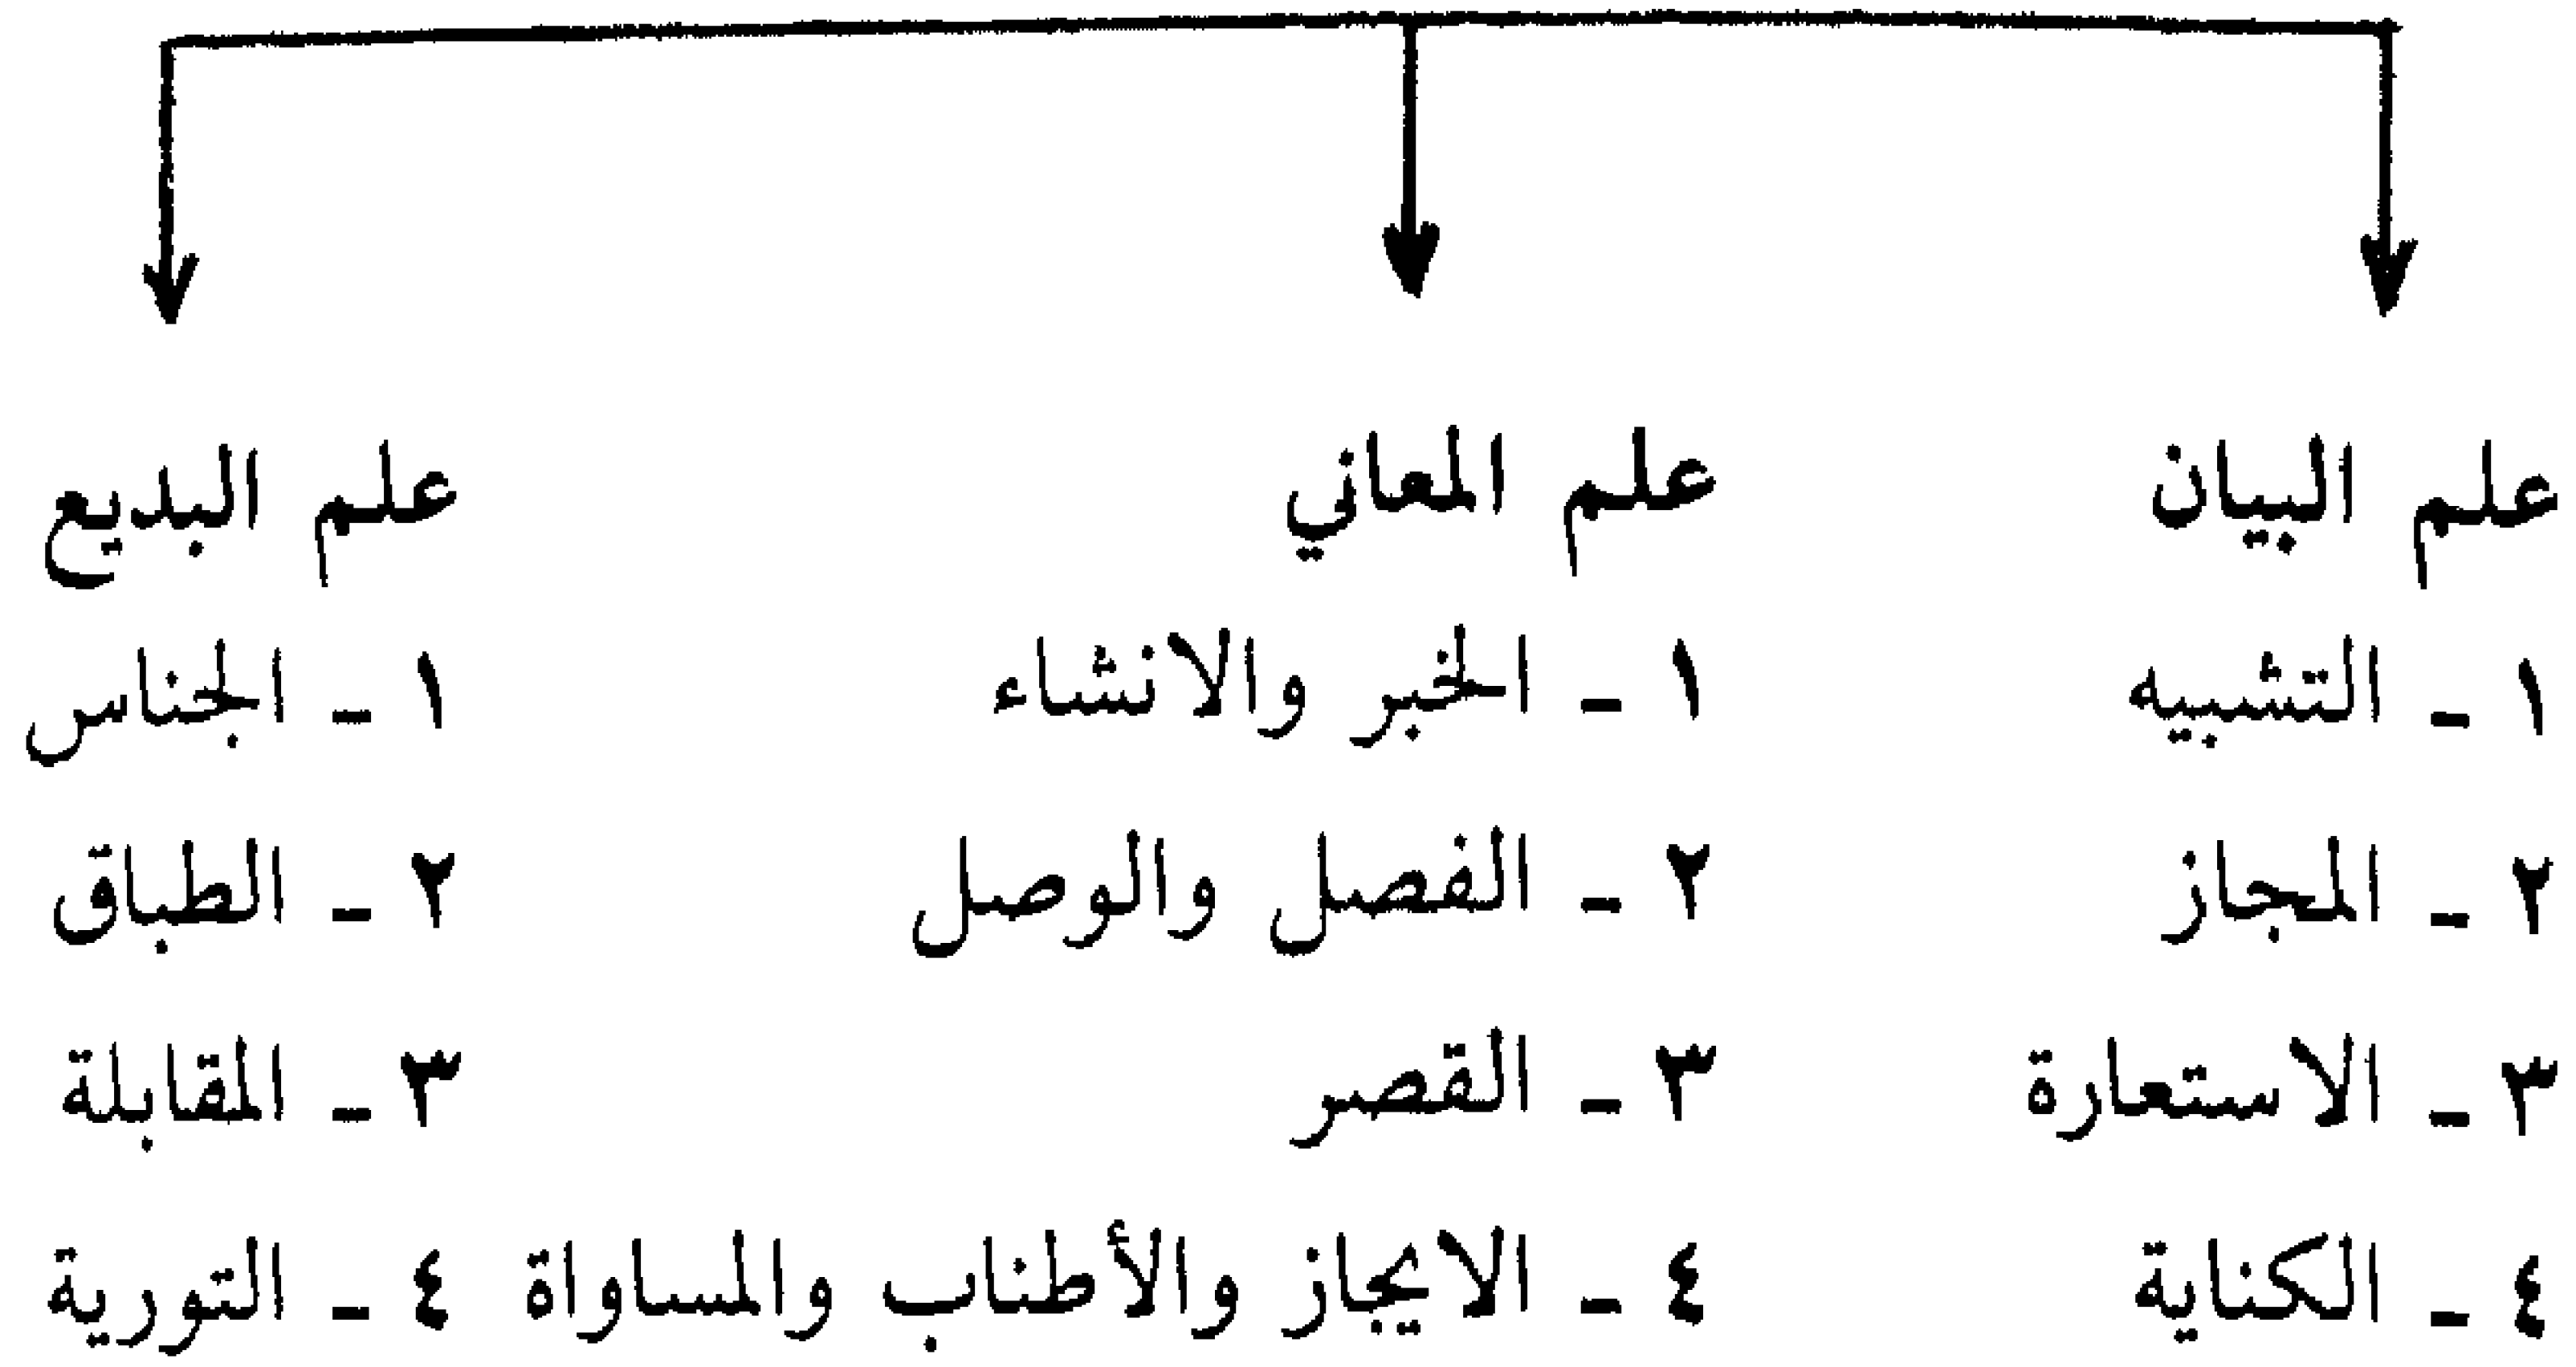 علم البيان علم المعاني علم البديع
١ - التشبيه ١ - الخبر والانشاء ١ - الجناس
٢ - المجاز ٢ - الفصل والوصل ٢ - الطباق
٣ - الاستعارة ٣ - القصر ٣ - المقابلة
٤ - الكناية ٤ - الايجاز والأطناب والمساواة ٤ - التورية